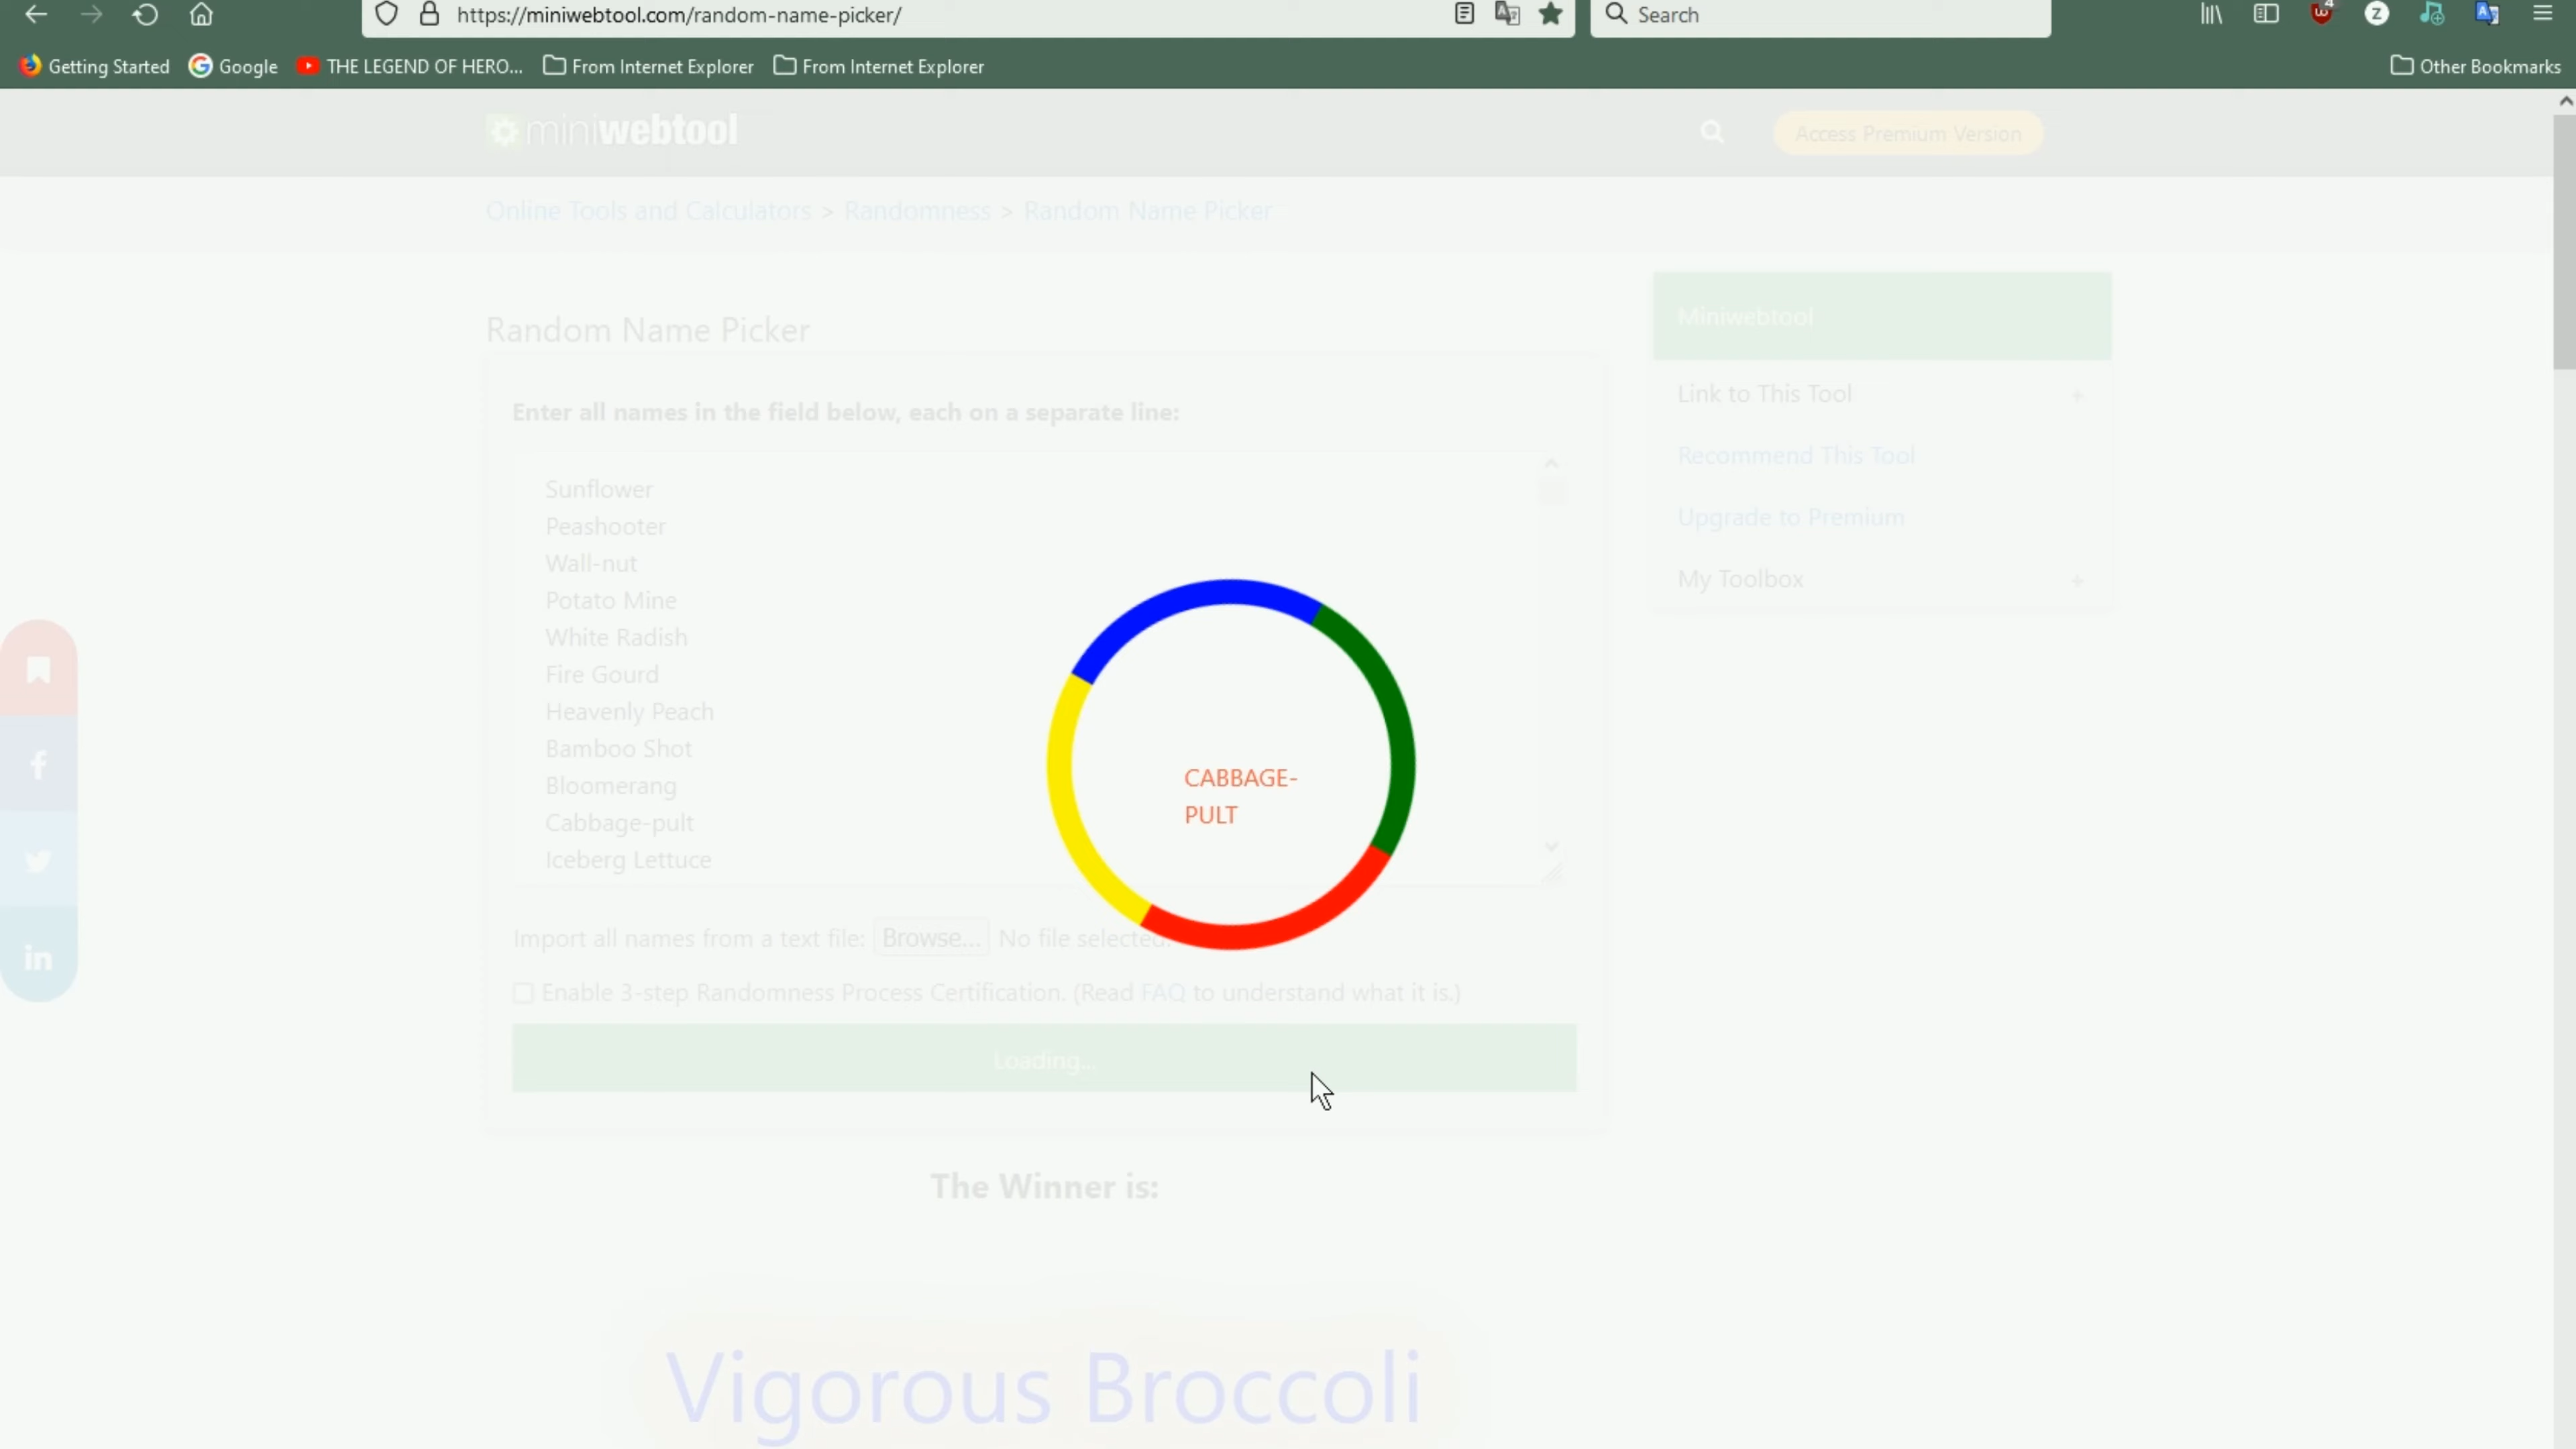 https://miniwebtool.com/random-name-picker/
Search
4
Z
Getting Started
Google
THE LEGEND OF HERO...
From Internet Explorer
From Internet Explorer
Other Bookmarks
miniwebtool
Access Premium Version
Online Tools and Calculators > Randomness > Random Name Picker
Random Name Picker
Enter all names in the field below, each on a separate line:
Sunflower
Peashooter
Wall-nut
Potato Mine
White Radish
Fire Gourd
Heavenly Peach
Bamboo Shot
Bloomerang
Cabbage-pult
Iceberg Lettuce
CABBAGE-
PULT
Import all names from a text file: Browse... No file selected.
Enable 3-step Randomness Process Certification. (Read FAQ to understand what it is.)
Loading...
The Winner is:
Vigorous Broccoli
Miniwebtool
Link to This Tool +
Recommend This Tool
Upgrade to Premium
My Toolbox +